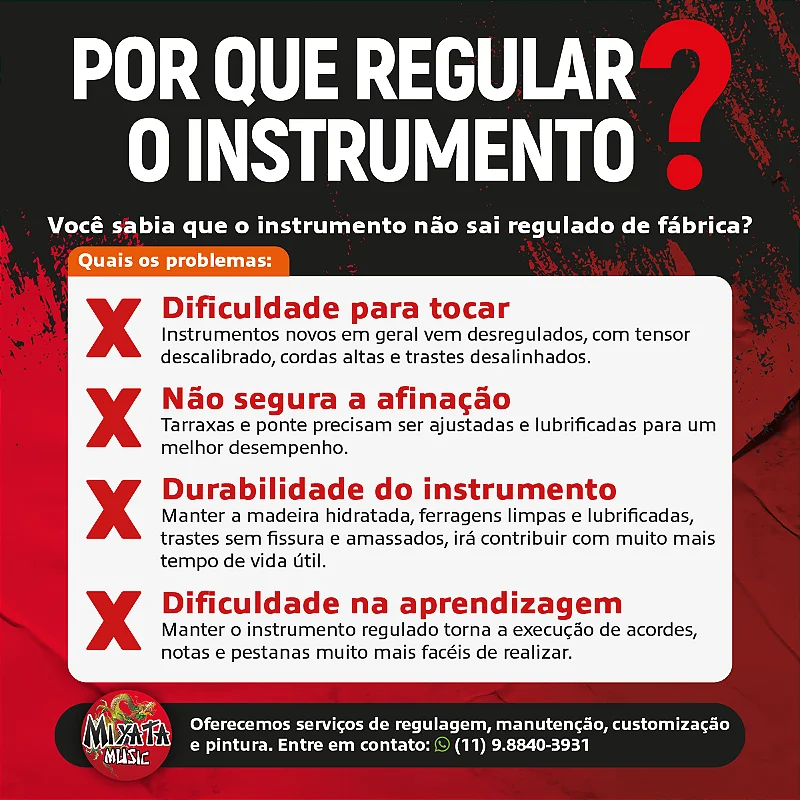 POR QUE REGULAR
O INSTRUMENTO?
Você sabia que o instrumento não sai regulado de fábrica?
Quais os problemas:
X Dificuldade para tocar
Instrumentos novos em geral vem desregulados, com tensor
descalibrado, cordas altas e trastes desalinhados.
X Não segura a afinação
Tarraxas e ponte precisam ser ajustadas e lubrificadas para um
melhor desempenho.
X Durabilidade do instrumento
Manter a madeira hidratada, ferragens limpas e lubrificadas,
trastes sem fissura e amassados, irá contribuir com muito mais
tempo de vida útil.
X Dificuldade na aprendizagem
Manter o instrumento regulado torna a execução de acordes,
notas e pestanas muito mais facéis de realizar.
MIXATA
MUSIC
Oferecemos serviços de regulagem, manutenção, customização
e pintura. Entre em contato: (11) 9.8840-3931